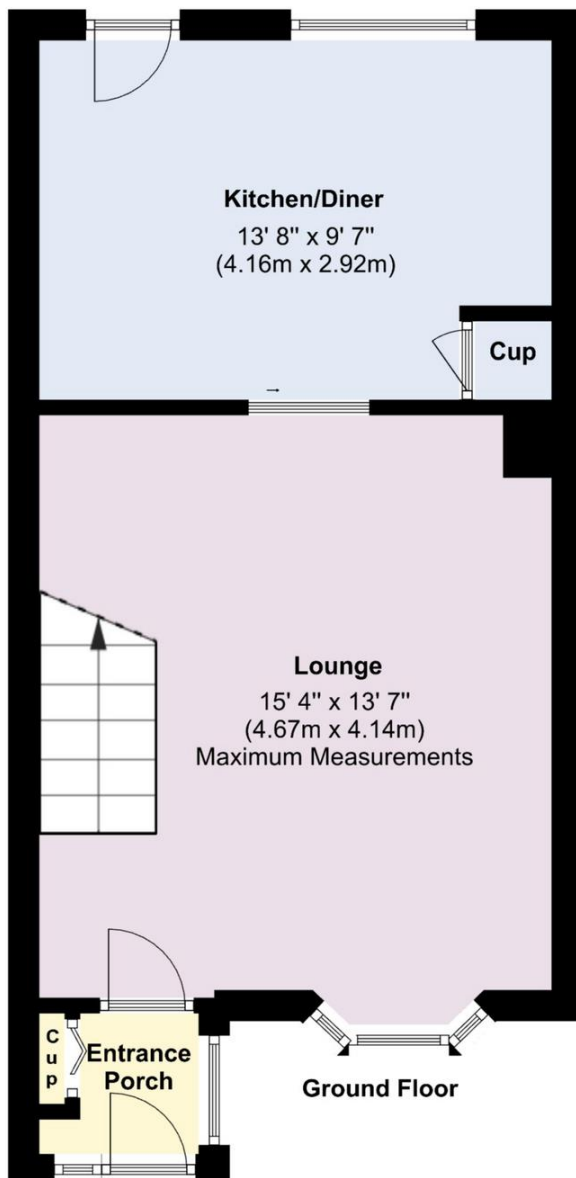 Kitchen/Diner
13' 8" x 9' 7"
(4.16m x 2.92m)
Cup
Lounge
15' 4" x 13' 7"
(4.67m x 4.14m)
Maximum Measurements
Cup
Entrance
Porch
Ground Floor